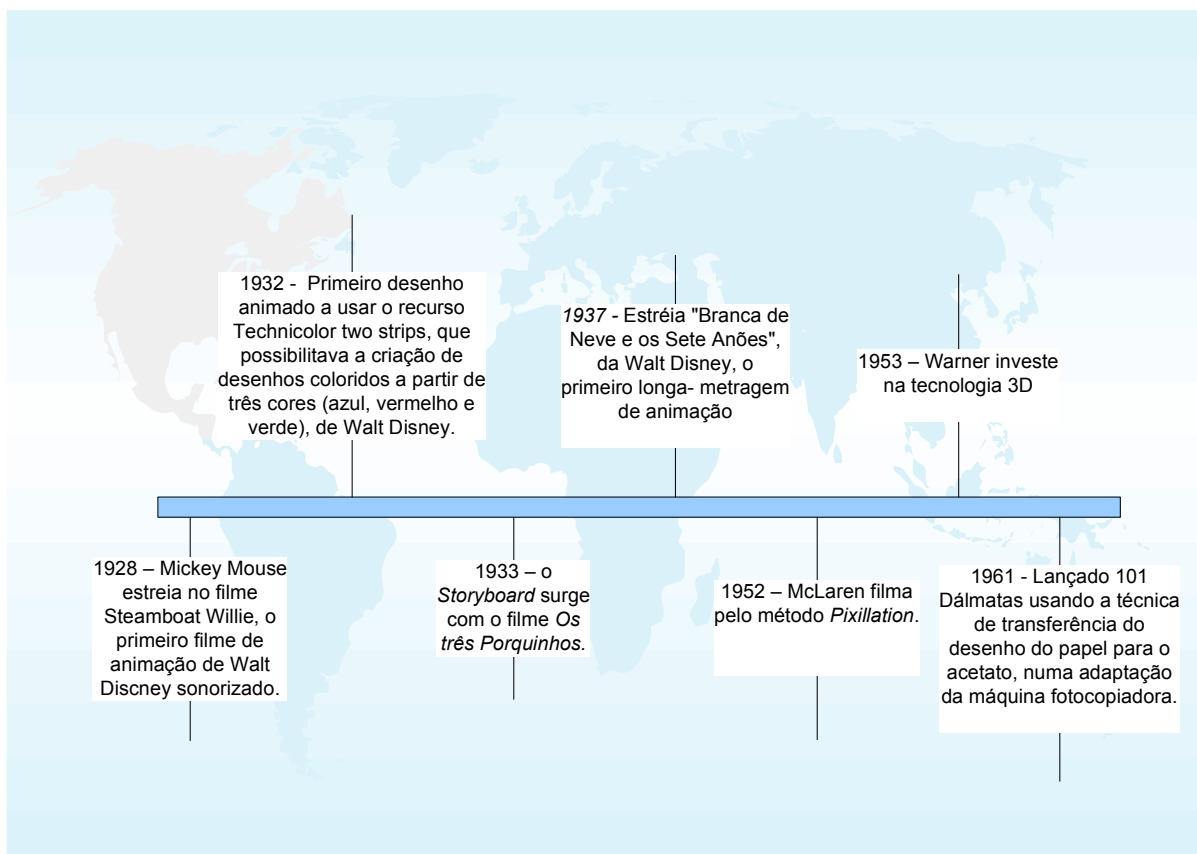 1932 - Primeiro desenho
animado a usar o recurso
Technicolor two strips, que
possibilitava a criação de
desenhos coloridos a partir de
três cores (azul, vermelho e
verde), de Walt Disney.
1937 - Estréia "Branca de
Neve e os Sete Anões",
da Walt Disney, o
primeiro longa- metragem
de animação
1953 – Warner investe
na tecnologia 3D
1928 – Mickey Mouse
estreia no filme
Steamboat Willie, o
primeiro filme de
animação de Walt
Discney sonorizado.
1933 – o
Storyboard surge
com o filme Os
três Porquinhos.
1952 – McLaren filma
pelo método Pixillation.
1961 - Lançado 101
Dálmatas usando a técnica
de transferência do
desenho do papel para o
acetato, numa adaptação
da máquina fotocopiadora.